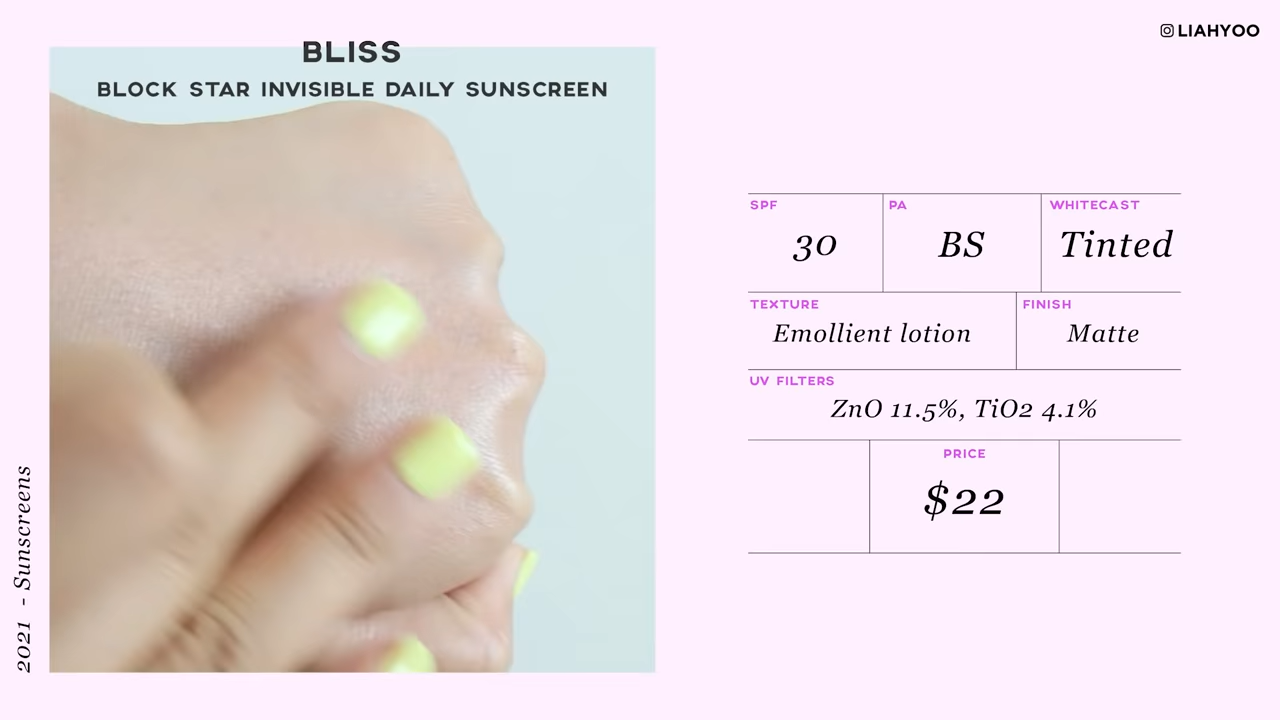 LIAHYOO
BLISS
BLOCK STAR INVISIBLE DAILY SUNSCREEN
SPF
30
PA
BS
WHITECAST
Tinted
TEXTURE
Emollient lotion
FINISH
Matte
UV FILTERS
ZnO 11.5%, TiO2 4.1%
PRICE
$22
2021 - Sunscreens